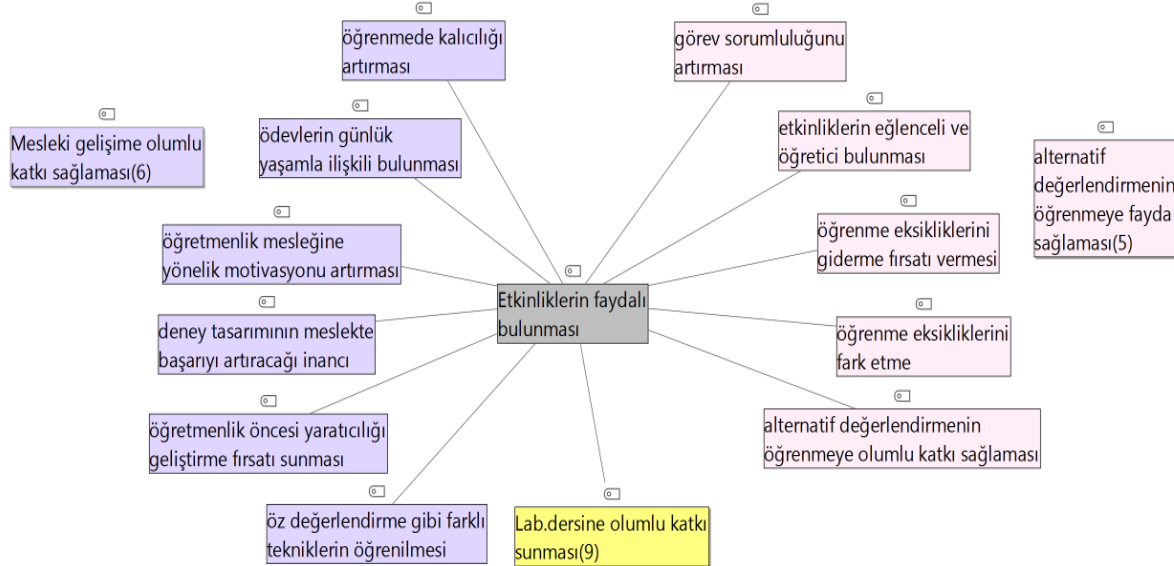 öğrenmede kalıcılığı
artırması
görev sorumluluğunu
artırması
Mesleki gelişime olumlu
katkı sağlaması(6)
ödevlerin günlük
yaşamla ilişkili bulunması
etkinliklerin eğlenceli ve
öğretici bulunması
alternatif
değerlendirmenin
öğrenmeye fayda
sağlaması(5)
öğretmenlik mesleğine
yönelik motivasyonu artırması
öğrenme eksikliklerini
giderme fırsatı vermesi
Etkinliklerin faydalı
bulunması
deney tasarımının meslekte
başarıyı artıracağı inancı
öğrenme eksikliklerini
fark etme
öğretmenlik öncesi yaratıcılığı
geliştirme fırsatı sunması
alternatif değerlendirmenin
öğrenmeye olumlu katkı sağlaması
öz değerlendirme gibi farklı
tekniklerin öğrenilmesi
Lab.dersine olumlu katkı
sunması(9)